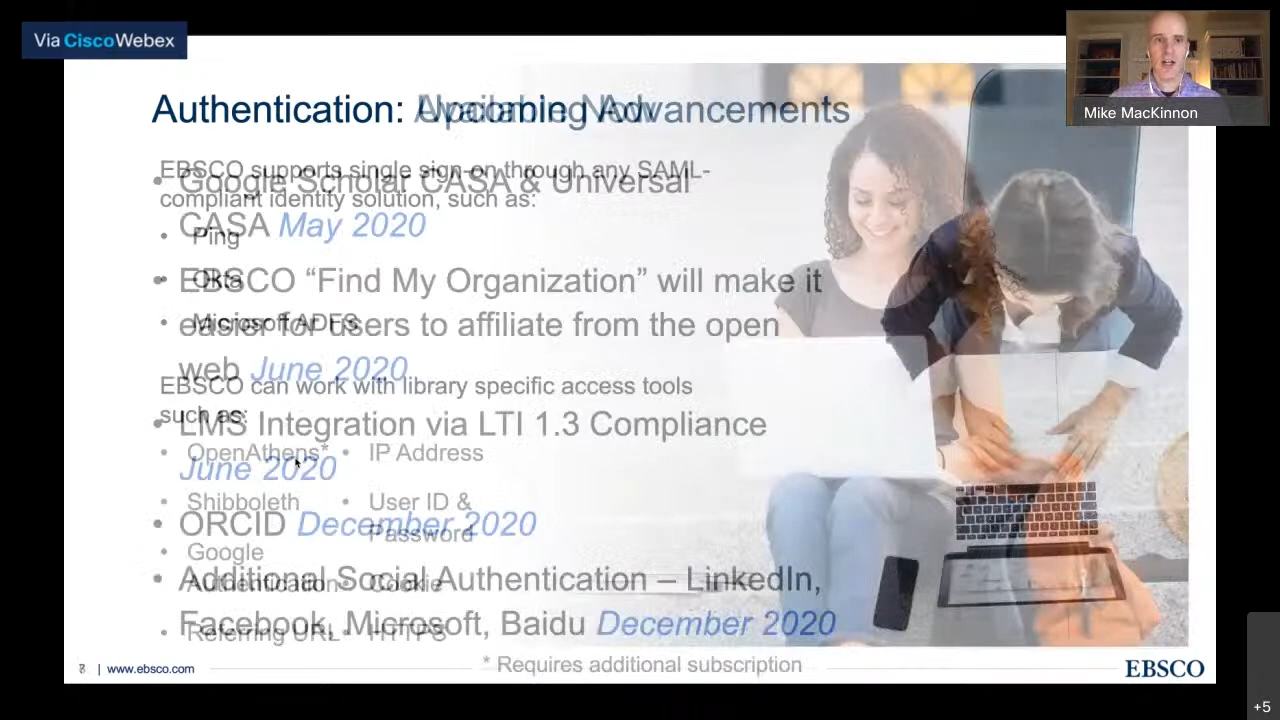 Via Cisco Webex
Mike MacKinnon
Authentication: Available Now
Authentication: Upcoming Advancements
EBSCO supports single sign-on through any SAML-
compliant identity solution, such as:
• Ping
• Okta
• Microsoft ADFS
EBSCO can work with library specific access tools
such as:
• OpenAthens*
• Shibboleth
• Google
Authentication
• Referring URL
• IP Address
• User ID &
Password
• Cookie
• HTTPS
• Google Scholar CASA & Universal
CASA May 2020
• EBSCO “Find My Organization” will make it
easier for users to affiliate from the open
web June 2020
• LMS Integration via LTI 1.3 Compliance
June 2020
• ORCID December 2020
• Additional Social Authentication – LinkedIn,
Facebook, Microsoft, Baidu December 2020
* Requires additional subscription
| www.ebsco.com
EBSCO
+5